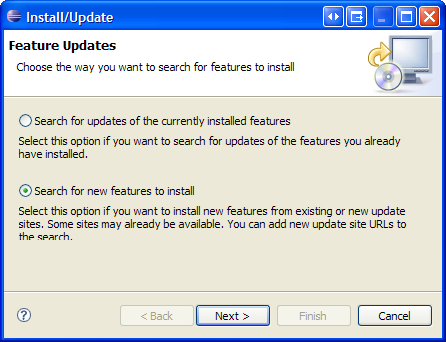 Install/Update
Feature Updates
Choose the way you want to search for features to install
Search for updates of the currently installed features
Select this option if you want to search for updates of the features you already
have installed.
Search for new features to install
Select this option if you want to install new features from existing or new update
sites. Some sites may already be available. You can add new update site URLs to
the search.
?
< Back
Next >
Finish
Cancel